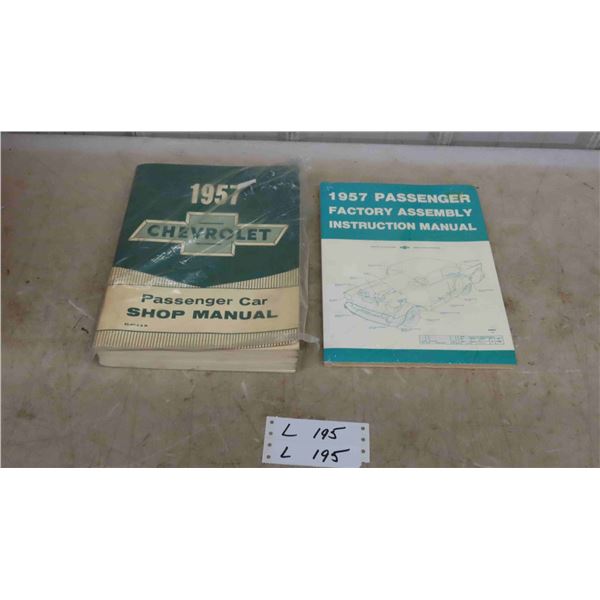 1957
CHEVROLET
Passenger Car
SHOP MANUAL
1957 PASSENGER
FACTORY ASSEMBLY
INSTRUCTION MANUAL
L 195
L 195